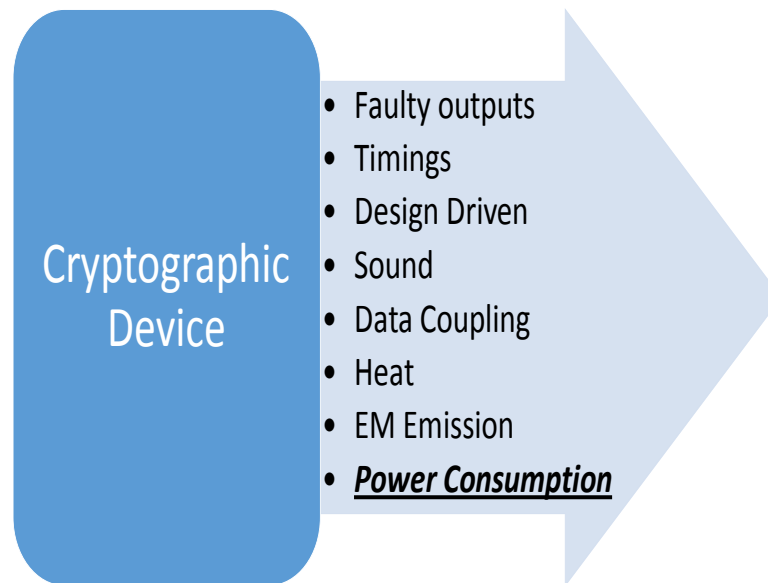 Cryptographic
Device
• Faulty outputs
• Timings
• Design Driven
• Sound
• Data Coupling
• Heat
• EM Emission
• Power Consumption